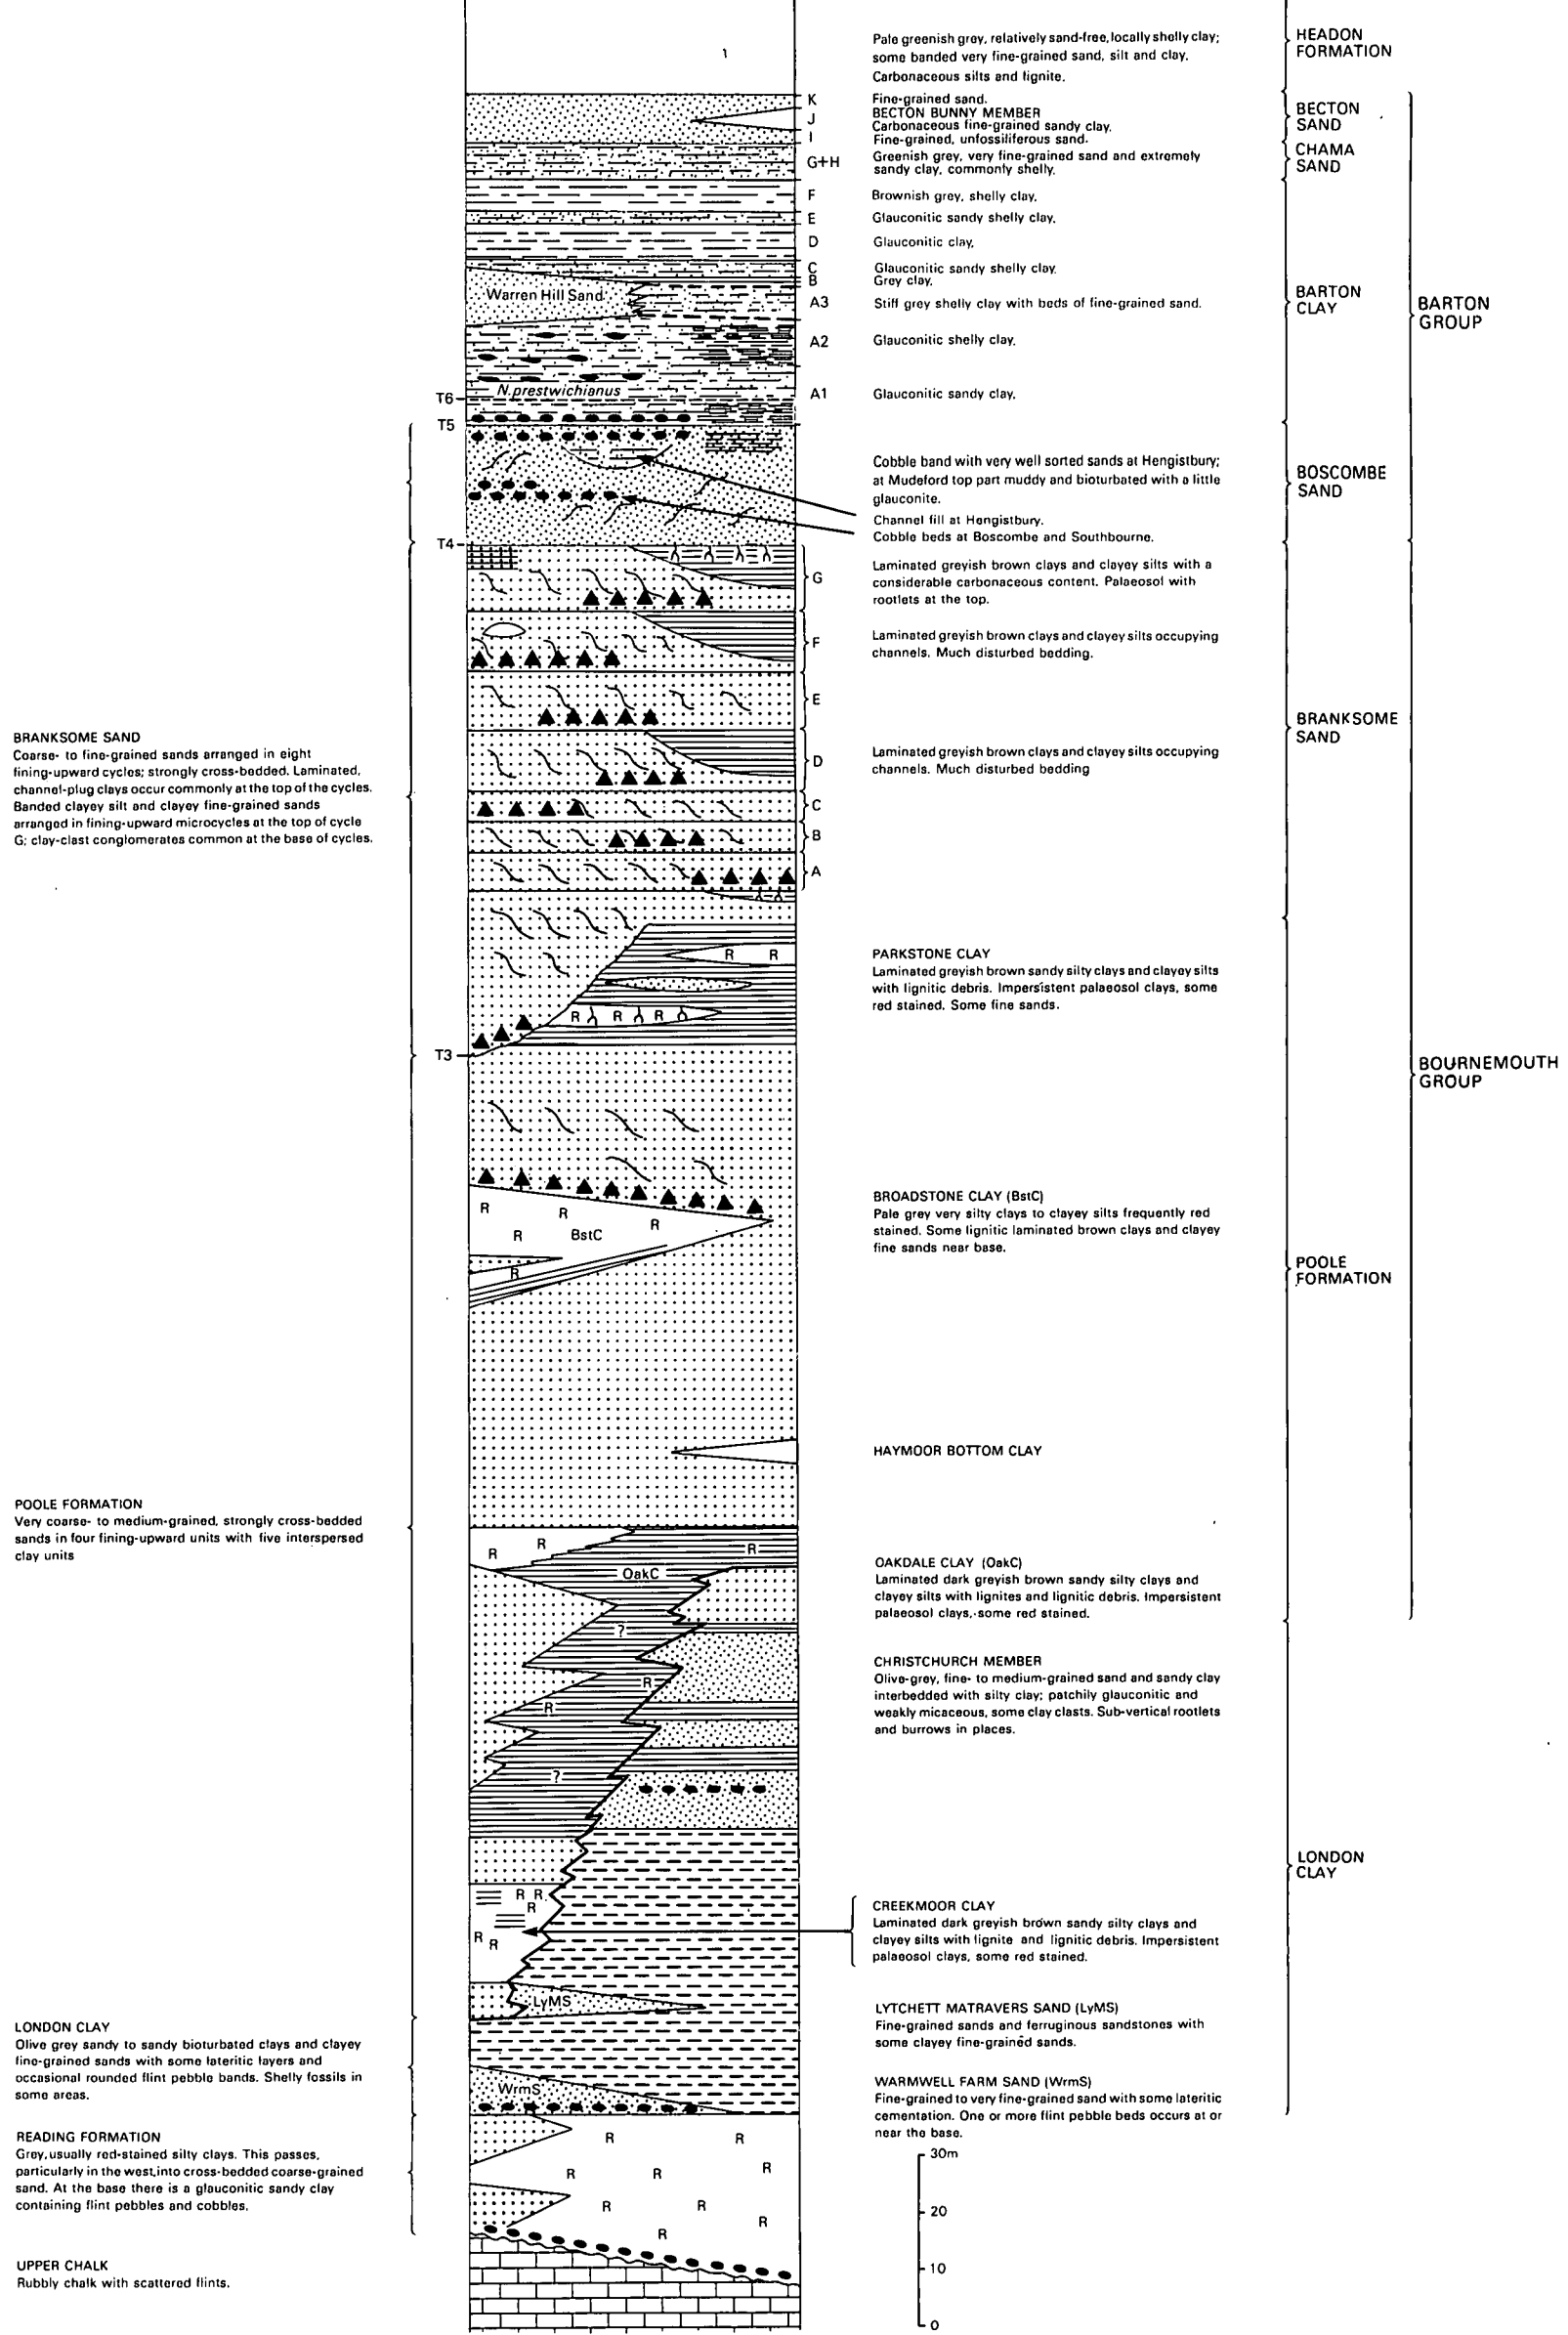 Pale greenish grey, relatively sand-free, locally shelly clay;
some banded very fine-grained sand, silt and clay.
Carbonaceous silts and lignite.
HEADON
FORMATION
K
Fine-grained sand.
BECTON BUNNY MEMBER
J
Carbonaceous fine-grained sandy clay.
I
Fine-grained, unfossiliferous sand.
BECTON
SAND
G+H
Greenish grey, very fine-grained sand and extremely
sandy clay, commonly shelly.
CHAMA
SAND
F
Brownish grey, shelly clay.
E
Glauconitic sandy shelly clay.
D
Glauconitic clay.
C
Glauconitic sandy shelly clay.
B
Grey clay.
Warren Hill Sand
A3
Stiff grey shelly clay with beds of fine-grained sand.
BARTON
CLAY
BARTON
GROUP
A2
Glauconitic shelly clay.
N.prestwichianus
T6
A1
Glauconitic sandy clay.
T5
Cobble band with very well sorted sands at Hengistbury;
at Mudeford top part muddy and bioturbated with a little
glauconite.
Channel fill at Hengistbury.
Cobble beds at Boscombe and Southbourne.
BOSCOMBE
SAND
T4
G
Laminated greyish brown clays and clayey silts with a
considerable carbonaceous content. Palaeosol with
rootlets at the top.
F
Laminated greyish brown clays and clayey silts occupying
channels. Much disturbed bedding.
E
BRANKSOME
SAND
D
Laminated greyish brown clays and clayey silts occupying
channels. Much disturbed bedding
C
B
A
BRANKSOME SAND
Coarse- to fine-grained sands arranged in eight
fining-upward cycles; strongly cross-bedded. Laminated,
channel-plug clays occur commonly at the top of the cycles.
Banded clayey silt and clayey fine-grained sands
arranged in fining-upward microcycles at the top of cycle
G; clay-clast conglomerates common at the base of cycles.
R R
R R R
PARKSTONE CLAY
Laminated greyish brown sandy silty clays and clayey silts
with lignitic debris. Impersistent palaeosol clays, some
red stained. Some fine sands.
T3
BOURNEMOUTH
GROUP
R R R
R BstC
R
BROADSTONE CLAY (BstC)
Pale grey very silty clays to clayey silts frequently red
stained. Some lignitic laminated brown clays and clayey
fine sands near base.
POOLE
FORMATION
HAYMOOR BOTTOM CLAY
POOLE FORMATION
Very coarse- to medium-grained, strongly cross-bedded
sands in four fining-upward units with five interspersed
clay units
R R R
OakC
OAKDALE CLAY (OakC)
Laminated dark greyish brown sandy silty clays and
clayey silts with lignites and lignitic debris. Impersistent
palaeosol clays, some red stained.
?
R
R
?
CHRISTCHURCH MEMBER
Olive-grey, fine- to medium-grained sand and sandy clay
interbedded with silty clay; patchily glauconitic and
weakly micaceous, some clay clasts. Sub-vertical rootlets
and burrows in places.
LONDON
CLAY
R R
R
R R
CREEKMOOR CLAY
Laminated dark greyish brown sandy silty clays and
clayey silts with lignite and lignitic debris. Impersistent
palaeosol clays, some red stained.
LyMS
LYTCHETT MATRAVERS SAND (LyMS)
Fine-grained sands and ferruginous sandstones with
some clayey fine-grained sands.
LONDON CLAY
Olive grey sandy to sandy bioturbated clays and clayey
fine-grained sands with some lateritic layers and
occasional rounded flint pebble bands. Shelly fossils in
some areas.
WrmS
WARMWELL FARM SAND (WrmS)
Fine-grained to very fine-grained sand with some lateritic
cementation. One or more flint pebble beds occurs at or
near the base.
READING FORMATION
Grey, usually red-stained silty clays. This passes,
particularly in the west, into cross-bedded coarse-grained
sand. At the base there is a glauconitic sandy clay
containing flint pebbles and cobbles.
R R
R R R
R R R
R
UPPER CHALK
Rubbly chalk with scattered flints.
30m
20
10
0